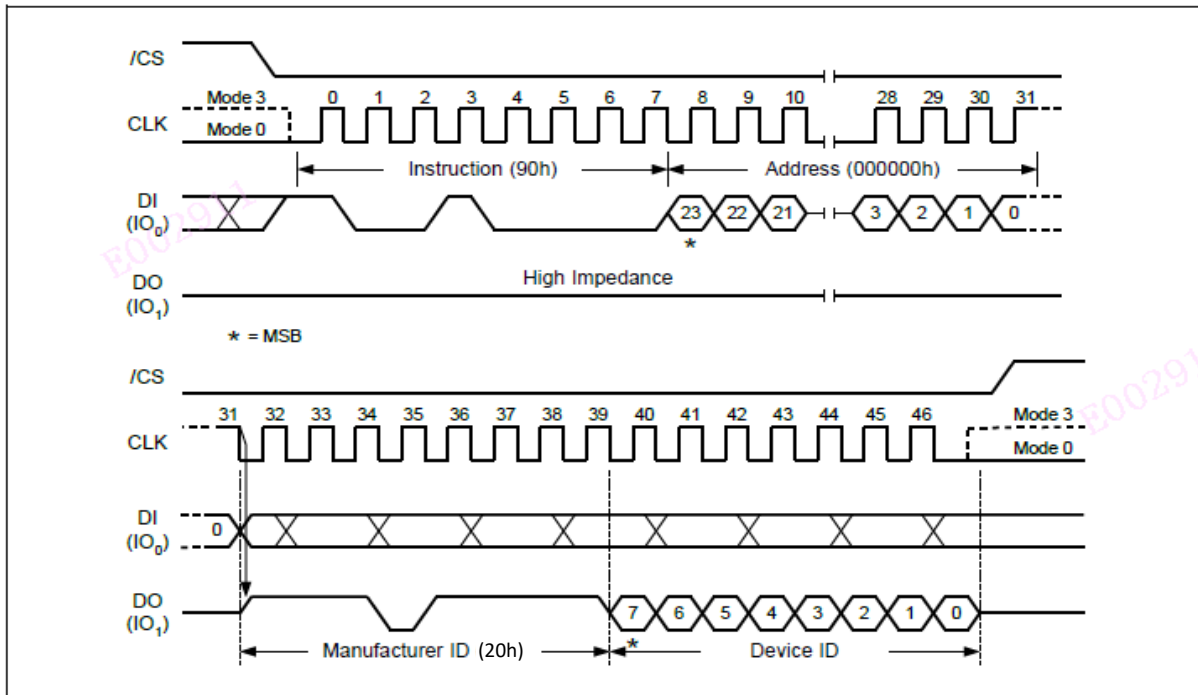 /CS
Mode 3 0 1 2 3 4 5 6 7 8 9 10 28 29 30 31
CLK
Mode 0
Instruction (90h) Address (000000h)
DI
(IO0) 23 22 21 3 2 1 0
*
E002911
High Impedance
DO
(IO1)
* = MSB
/CS
E00291
31 32 33 34 35 36 37 38 39 40 41 42 43 44 45 46 Mode 3
CLK
Mode 0
DI
(IO0) 0
DO
(IO1) 7 6 5 4 3 2 1 0
*
Manufacturer ID (20h) Device ID